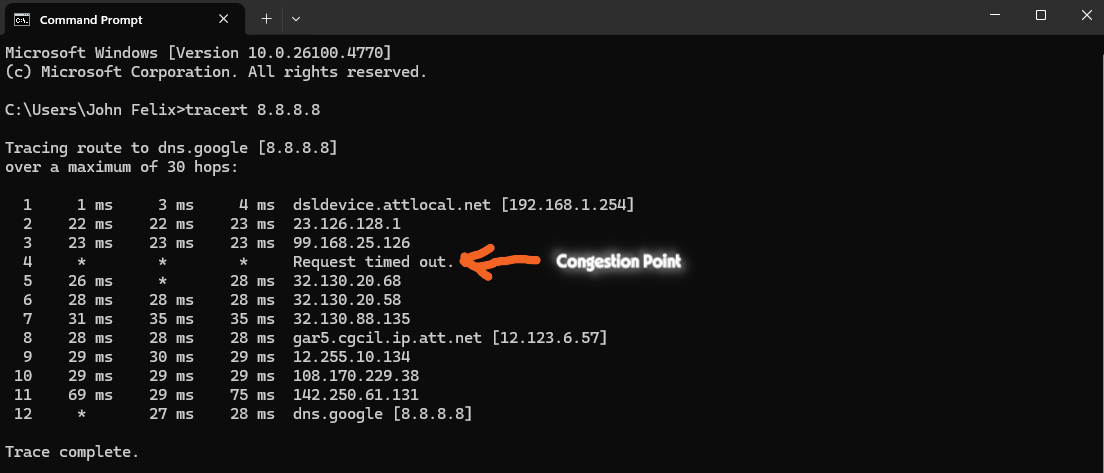 Command Prompt
Microsoft Windows [Version 10.0.26100.4770]
(c) Microsoft Corporation. All rights reserved.
C:\Users\John Felix>tracert 8.8.8.8
Tracing route to dns.google [8.8.8.8]
over a maximum of 30 hops:
1 1 ms 3 ms 4 ms dsldevice.attlocal.net [192.168.1.254]
2 22 ms 22 ms 23 ms 23.126.128.1
3 23 ms 23 ms 23 ms 99.168.25.126
4 * * * Request timed out. Congestion Point
5 26 ms * 28 ms 32.130.20.68
6 28 ms 28 ms 28 ms 32.130.20.58
7 31 ms 35 ms 35 ms 32.130.88.135
8 28 ms 28 ms 28 ms gar5.cgcil.ip.att.net [12.123.6.57]
9 29 ms 30 ms 29 ms 12.255.10.134
10 29 ms 29 ms 29 ms 108.170.229.38
11 69 ms 29 ms 75 ms 142.250.61.131
12 * 27 ms 28 ms dns.google [8.8.8.8]
Trace complete.